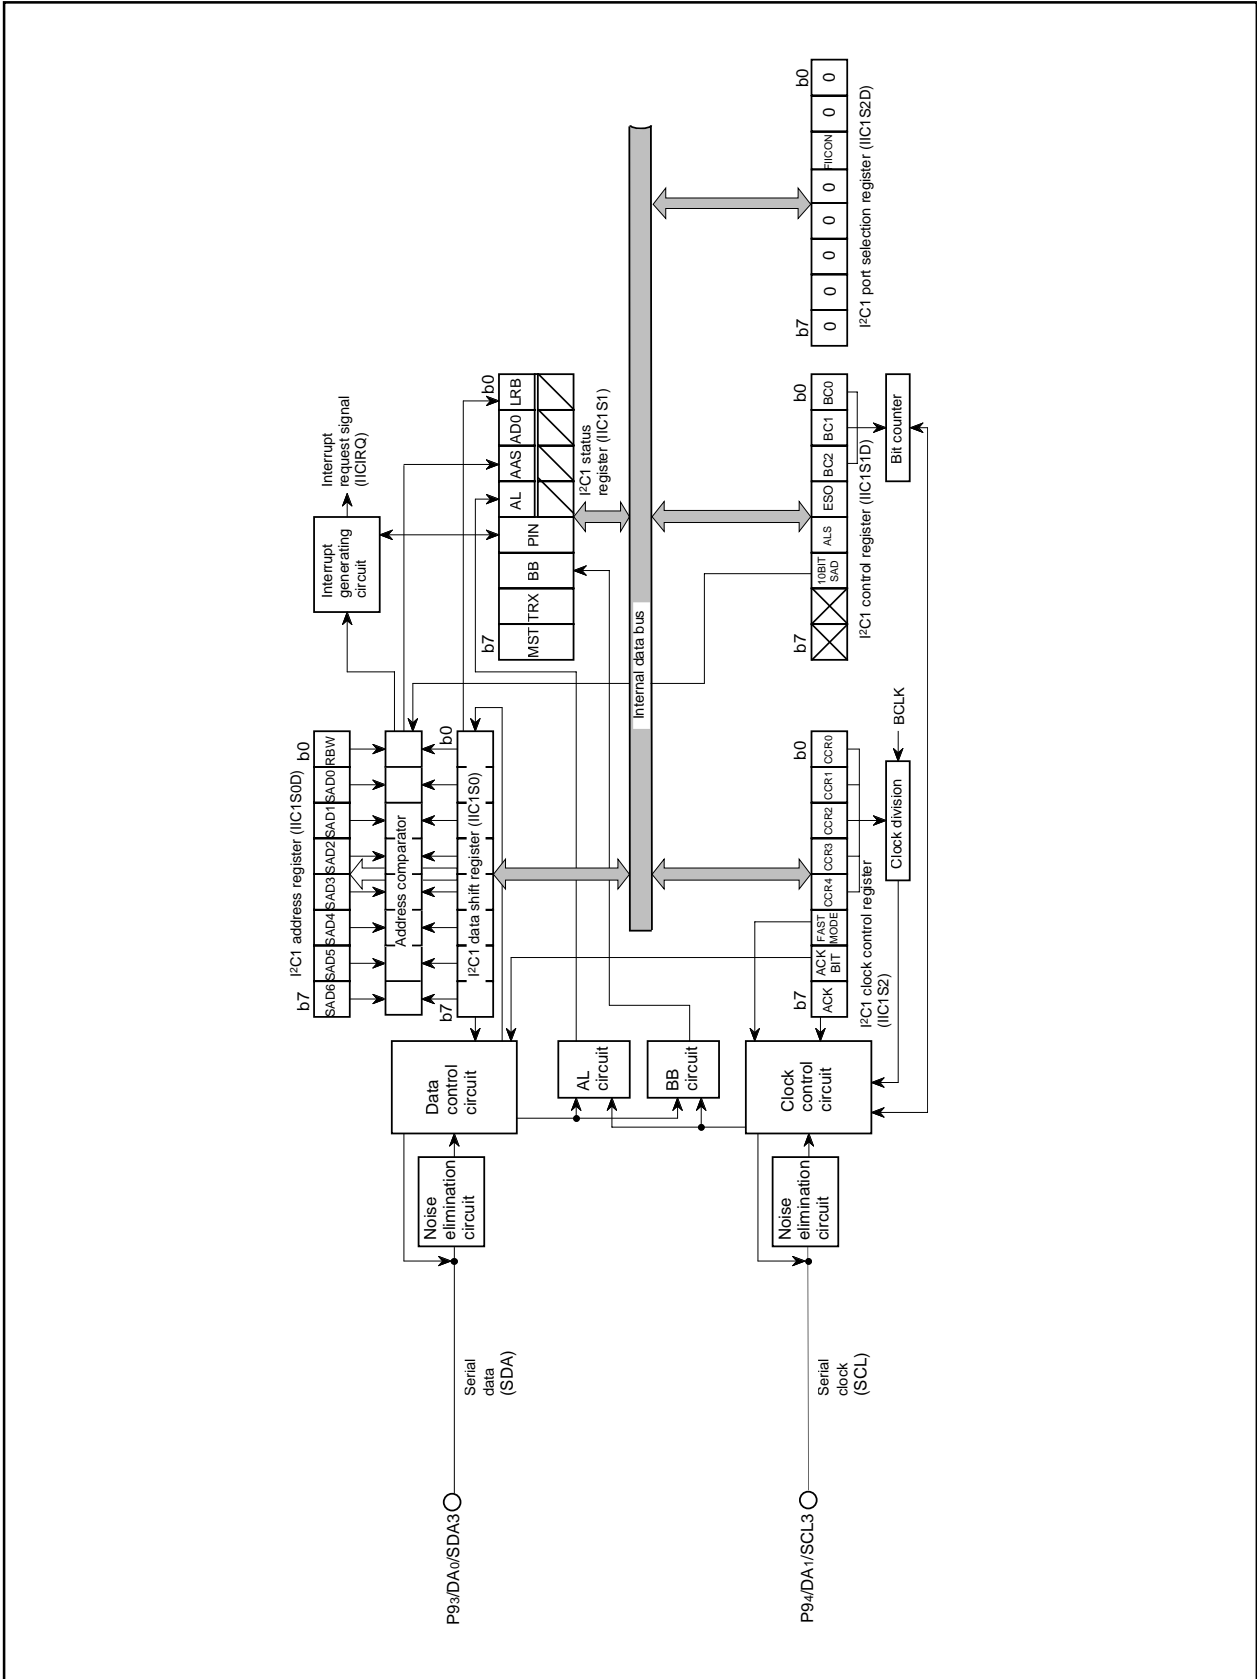 I²C1 address register (IIC1S0D)
b7
b0
SAD6
SAD5
SAD4
SAD3
SAD2
SAD1
SAD0
RBW
Address comparator
b7
b0
I²C1 data shift register (IIC1S0)
Interrupt
generating
circuit
Interrupt
request signal
(IICIRQ)
b7
b0
MST
TRX
BB
PIN
AL
AAS
AD0
LRB
I²C1 status
register (IIC1S1)
P93/DA0/SDA3
Serial
data
(SDA)
Noise
elimination
circuit
Data
control
circuit
AL
circuit
BB
circuit
Internal data bus
P94/DA1/SCL3
Serial
clock
(SCL)
Noise
elimination
circuit
Clock
control
circuit
b7
b0
ACK
ACK
BIT
FAST
MODE
CCR4
CCR3
CCR2
CCR1
CCR0
I²C1 clock control register
(IIC1S2)
Clock division
BCLK
b7
b0
10BIT
SAD
ALS
ESO
BC2
BC1
BC0
I²C1 control register (IIC1S1D)
Bit counter
b7
b0
0
0
0
0
0
FIICON
0
0
I²C1 port selection register (IIC1S2D)